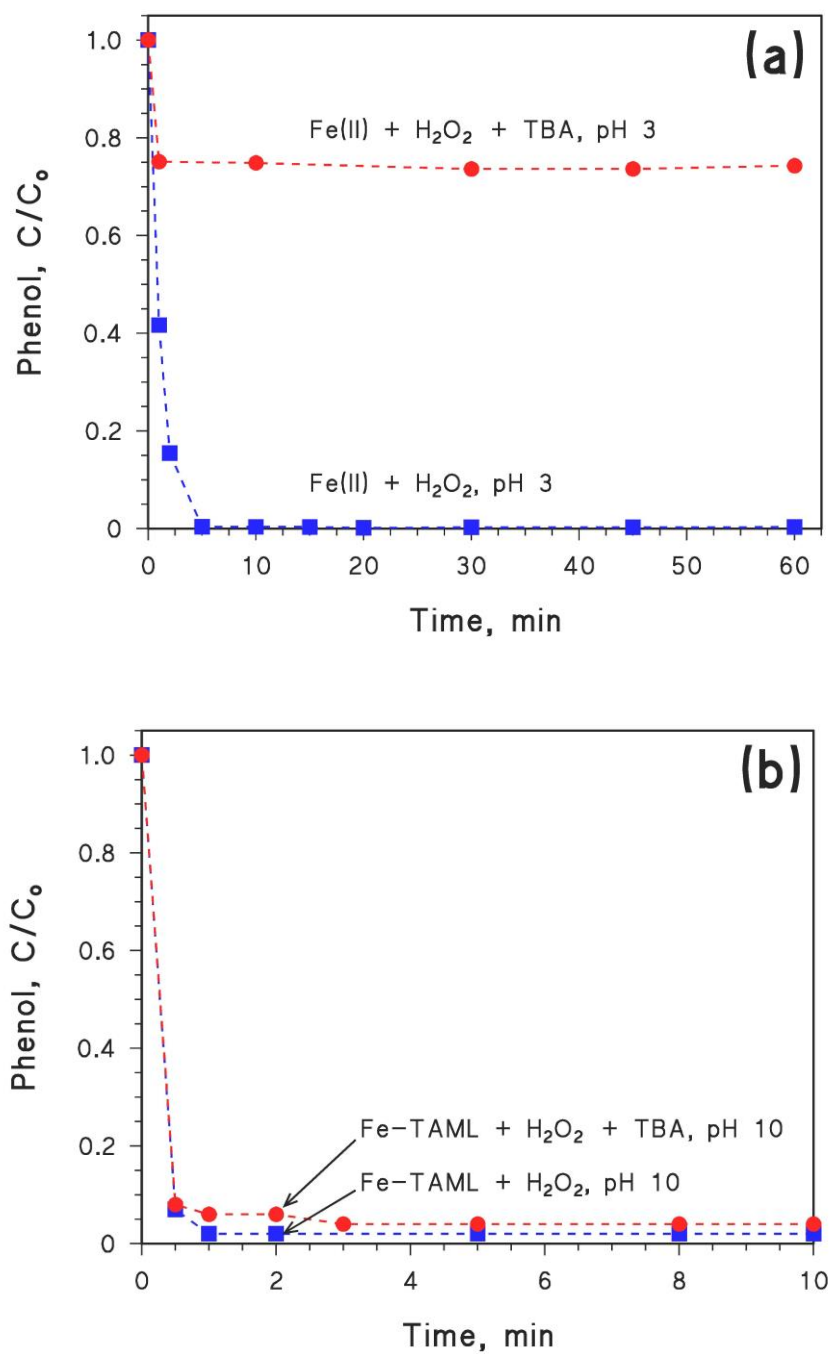 (a)
1.0
0.8
0.6
0.4
0.2
0
Phenol, C/C₀
Fe(II) + H₂O₂ + TBA, pH 3
Fe(II) + H₂O₂, pH 3
0 10 20 30 40 50 60
Time, min
(b)
1.0
0.8
0.6
0.4
0.2
0
Phenol, C/C₀
Fe-TAML + H₂O₂ + TBA, pH 10
Fe-TAML + H₂O₂, pH 10
0 2 4 6 8 10
Time, min